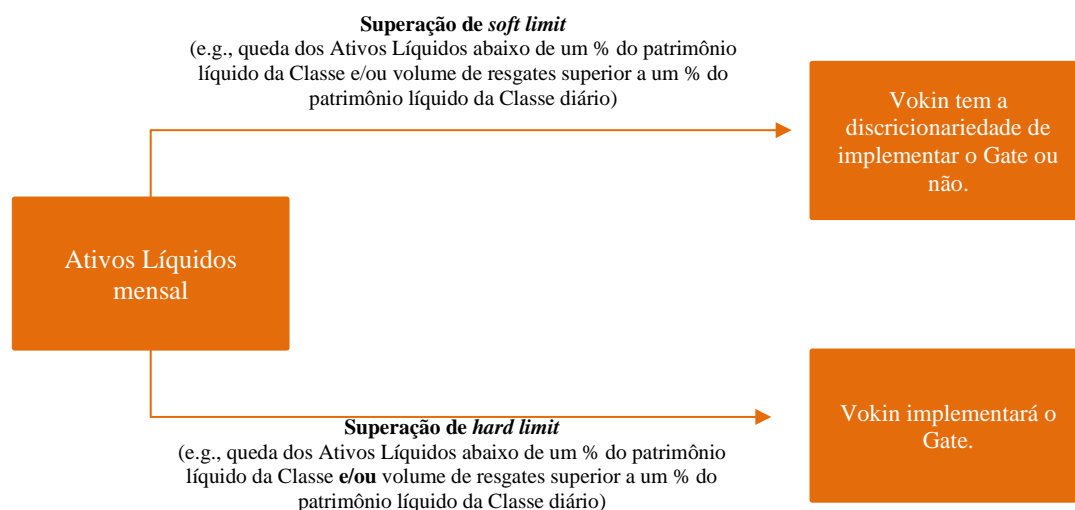 Superação de soft limit
(e.g., queda dos Ativos Líquidos abaixo de um % do patrimônio
líquido da Classe e/ou volume de resgates superior a um % do
patrimônio líquido da Classe diário)
Vokin tem a
discricionariedade de
implementar o Gate ou
não.
Ativos Líquidos
mensal
Superação de hard limit
(e.g., queda dos Ativos Líquidos abaixo de um % do patrimônio
líquido da Classe e/ou volume de resgates superior a um % do
patrimônio líquido da Classe diário)
Vokin implementará o
Gate.